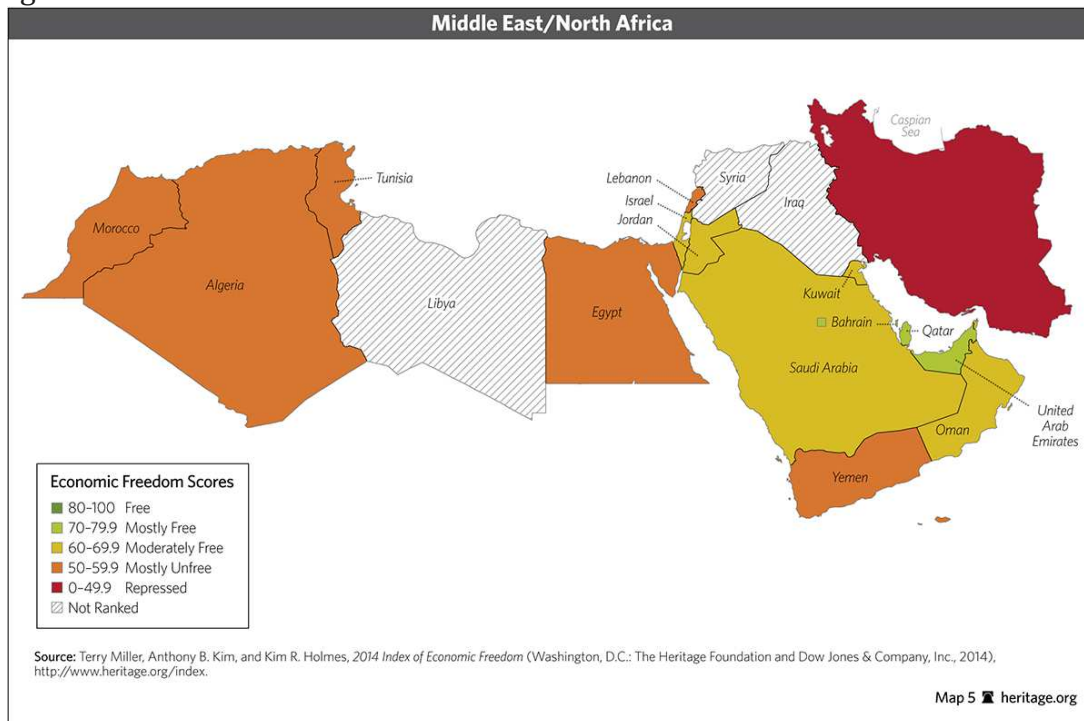 Middle East/North Africa
Caspian
Sea
Tunisia
Lebanon
Syria
Israel
Iraq
Jordan
Morocco
Algeria
Libya
Egypt
Kuwait
Bahrain
Qatar
Saudi Arabia
United
Arab
Emirates
Oman
Yemen
Economic Freedom Scores
80–100 Free
70–79.9 Mostly Free
60–69.9 Moderately Free
50–59.9 Mostly Unfree
0–49.9 Repressed
Not Ranked
Source: Terry Miller, Anthony B. Kim, and Kim R. Holmes, 2014 Index of Economic Freedom (Washington, D.C.: The Heritage Foundation and Dow Jones & Company, Inc., 2014),
http://www.heritage.org/index.
Map 5 heritage.org